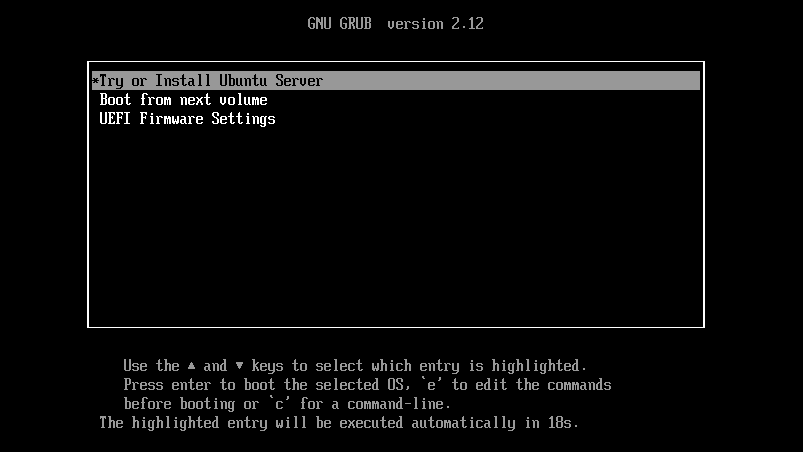 GNU GRUB version 2.12
*Try or Install Ubuntu Server
Boot from next volume
UEFI Firmware Settings
Use the ▲ and ▼ keys to select which entry is highlighted.
Press enter to boot the selected OS, `e' to edit the commands
before booting or `c' for a command-line.
The highlighted entry will be executed automatically in 18s.